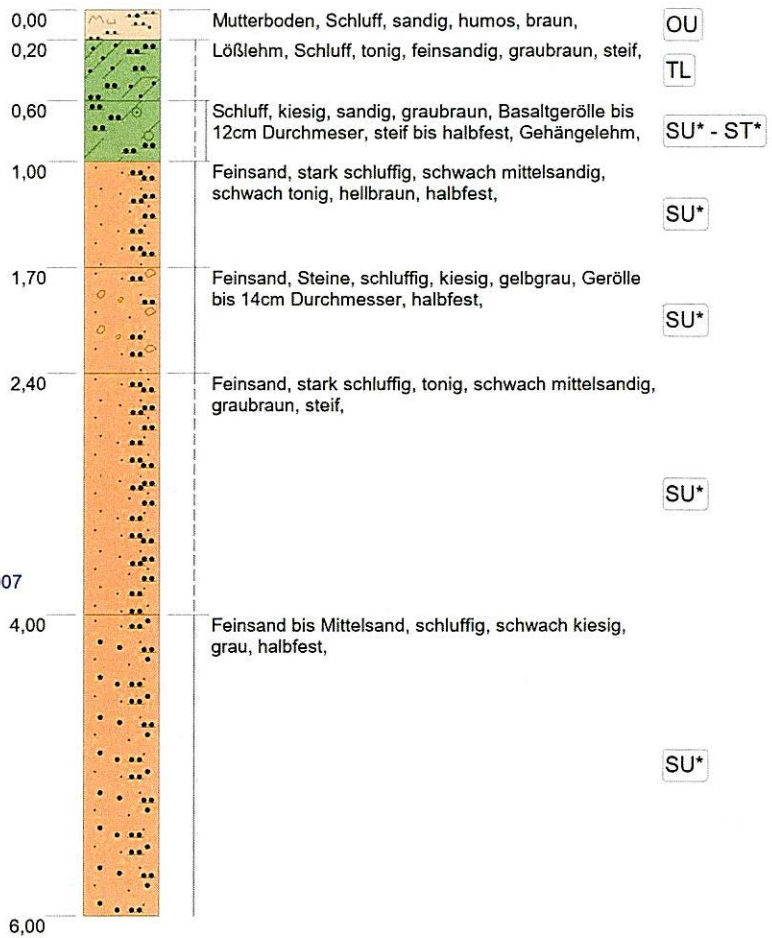 0,00
Mutterboden, Schluff, sandig, humos, braun,
OU
0,20
Lößlehm, Schluff, tonig, feinsandig, graubraun, steif,
TL
0,60
Schluff, kiesig, sandig, graubraun, Basaltgerölle bis
12cm Durchmeser, steif bis halbfest, Gehängelehm,
SU* - ST*
1,00
Feinsand, stark schluffig, schwach mittelsandig,
schwach tonig, hellbraun, halbfest,
SU*
1,70
Feinsand, Steine, schluffig, kiesig, gelbgrau, Gerölle
bis 14cm Durchmesser, halbfest,
SU*
2,40
Feinsand, stark schluffig, tonig, schwach mittelsandig,
graubraun, steif,
SU*
07
4,00
Feinsand bis Mittelsand, schluffig, schwach kiesig,
grau, halbfest,
SU*
6,00